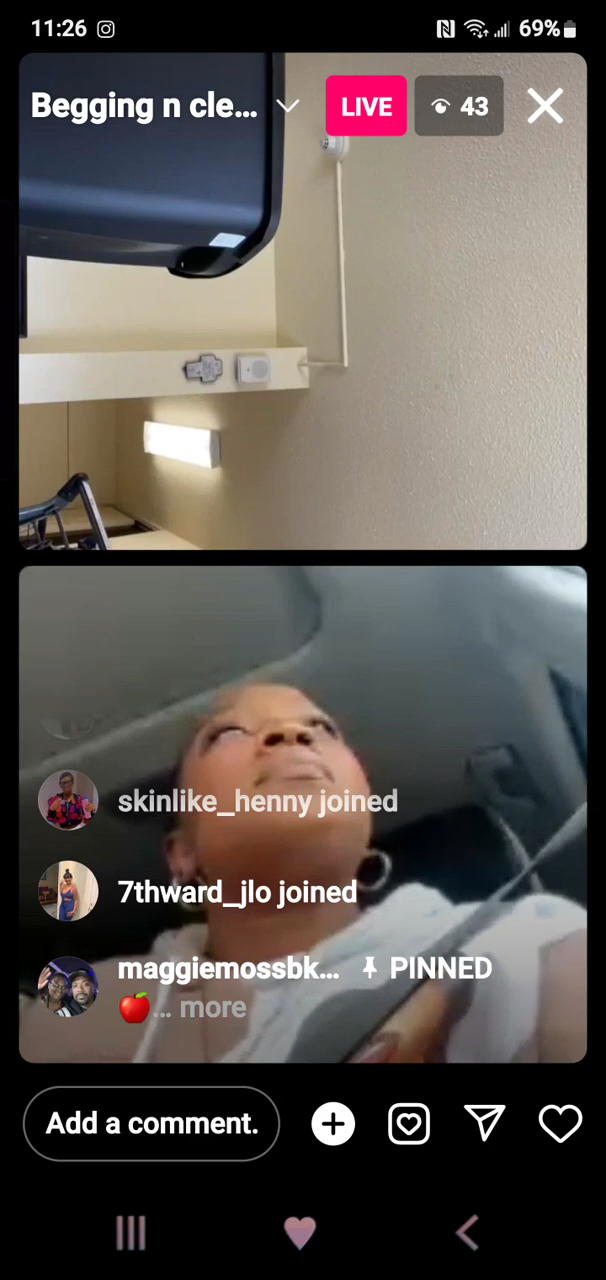 11:26 69%
Begging n cle... LIVE 43
skinlike_henny joined
7thward_jlo joined
maggiemossbk... PINNED
🍎... more
Add a comment.